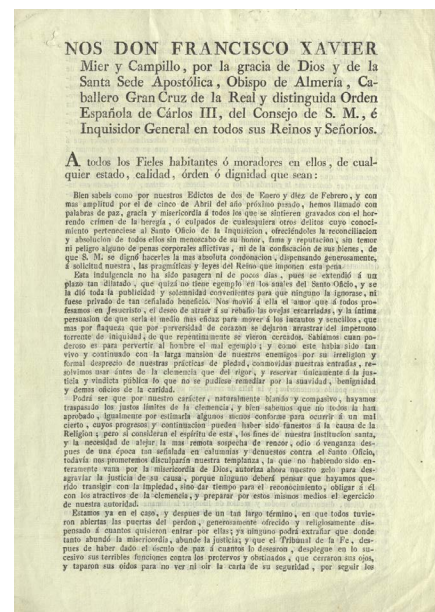 NOS DON FRANCISCO XAVIER
Mier y Campillo, por la gracia de Dios y de la
Santa Sede Apostólica, Obispo de Almería, Ca-
ballero Gran Cruz de la Real y distinguida Orden
Española de Cárlos III, del Consejo de S. M., é
Inquisidor General en todos sus Reinos y Señoríos.
A todos los Fieles habitantes ó moradores en ellos, de cual-
quier estado, calidad, órden ó dignidad que sean:
Bien sabeis como por nuestros Edictos de dos de Enero y diez de Febrero, y con
mas amplitud por el de cinco de Abril del año próximo pasado, hemos llamado con
palabras de paz, gracia y misericordia á todos los que se sintieren gravados con el hor-
rendo crímen de la heregía, ó culpados de cualesquiera otros delitos cuyo conoci-
miento perteneciese al Santo Oficio de la Inquisicion, ofreciéndoles la reconciliacion
y absolucion de todos ellos sin menoscabo de su honor, fama y reputacion, sin temor
ni peligro alguno de penas corporales aflictivas, ni de la confiscacion de sus bienes, de
que S. M. se dignó hacerles la mas absoluta condonacion, dispensando generosamente,
á solicitud nuestra, las pragmáticas y leyes del Reino que imponen esta pena.
Esta indulgencia no ha sido pasagera ni de pocos dias, pues se extendió á un
plazo tan dilatado, que quizá no tiene egemplo en los anales del Santo Oficio, y se
la dió toda la publicidad y solemnidad convenientes para que ninguno la ignorase, ni
fuese privado de tan señalado beneficio. Nos movió á ella el amor que á todos pro-
fesamos en Jesucristo, el deseo de atraer á su rebaño las ovejas descarriadas, y la íntima
persuasion de que sería el medio mas eficaz para mover á los incautos y sencillos, que
mas por flaqueza que por perversidad de corazon se dejaron arrastrar del impetuoso
torrente de iniquidad, de que repentinamente se vieron cercados. Sabíamos cuan po-
deroso es para pervertir al hombre el mal egemplo; y como este habia sido tan
vivo y continuado con la larga mansion de nuestros enemigos por su irreligion y
formal desprecio de nuestras prácticas de piedad, conmovidas nuestras entrañas, re-
solvimos usar ántes de la clemencia que del rigor, y reservar únicamente á la jus-
ticia y vindicta pública lo que no se pudiese remediar por la suavidad, benignidad
y demas oficios de la caridad.
Podrá ser que por nuestro carácter, naturalmente blando y compasivo, hayamos
traspasado los justos límites de la clemencia, y bien sabemos que no todos la han
aprobado, igualmente por estimarla algunos menos conforme para ocurrir á un mal
cierto, cuyos progresos y continuacion pueden haber sido funestos á la causa de la
Religion; pero si consideran el espíritu de esta, los fines de nuestra institucion santa,
y la necesidad de alejar la mas remota sospecha de rencor, odio ó venganza des-
pues de una época tan señalada en calumnias y denuestos contra el Santo Oficio,
todavía nos prometemos disculparán nuestra templanza, la que no habiendo sido en-
teramente vana por la misericordia de Dios, autoriza ahora nuestro zelo para des-
agraviar la justicia de su causa, porque ninguno deberá pensar que hayamos que-
rido transigir con la impiedad, sino dar tiempo para el reconocimiento, obligar á él
con los atractivos de la clemencia, y preparar por estos mismos medios el egercicio
de nuestra autoridad.
Estamos ya en el caso, y despues de un tan largo término, en que todos tuvie-
ron abiertas las puertas del perdon, generosamente ofrecido y religiosamente dis-
pensado á cuantos quisieron entrar por ellas; ya ninguno podrá extrañar que donde
tanto abundó la misericordia, abunde la justicia; y que el Tribunal de la Fe, des-
pues de haber dado el ósculo de paz á cuantos lo desearon, despliegue en lo su-
cesivo sus terribles funciones contra los protervos y obstinados, que cerraron sus ojos,
y taparon sus oidos para no ver ni oir la carta de su seguridad, por seguir los